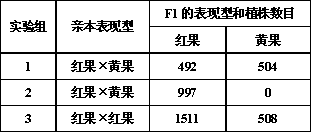 实验组 亲本表现型 F1 的表现型和植株数目
红果 黄果
1 红果×黄果 492 504
2 红果×黄果 997 0
3 红果×红果 1511 508